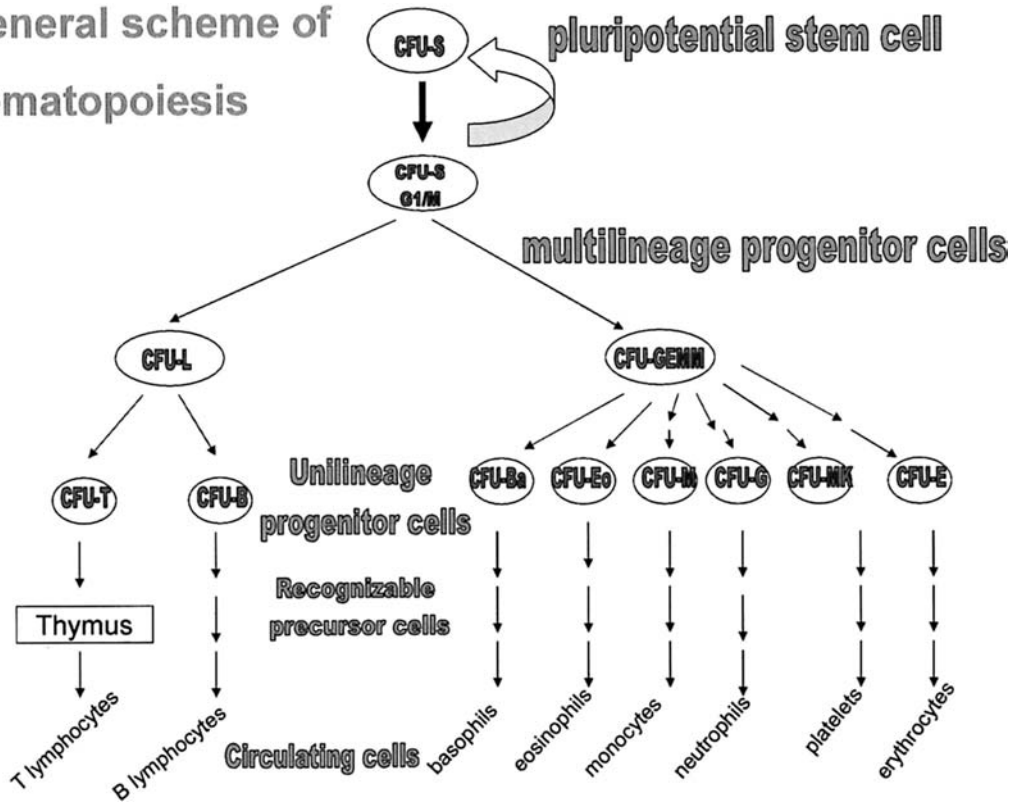 eneral scheme of
matopoiesis
CFU-S
pluripotential stem cell
CFU-S
G1/M
multilineage progenitor cells
CFU-L
CFU-GEMM
CFU-T
CFU-B
Unilineage
progenitor cells
CFU-Ba
CFU-Eo
CFU-M
CFU-G
CFU-MK
CFU-E
Recognizable
precursor cells
Thymus
T lymphocytes
B lymphocytes
Circulating cells
basophils
eosinophils
monocytes
neutrophils
platelets
erythrocytes